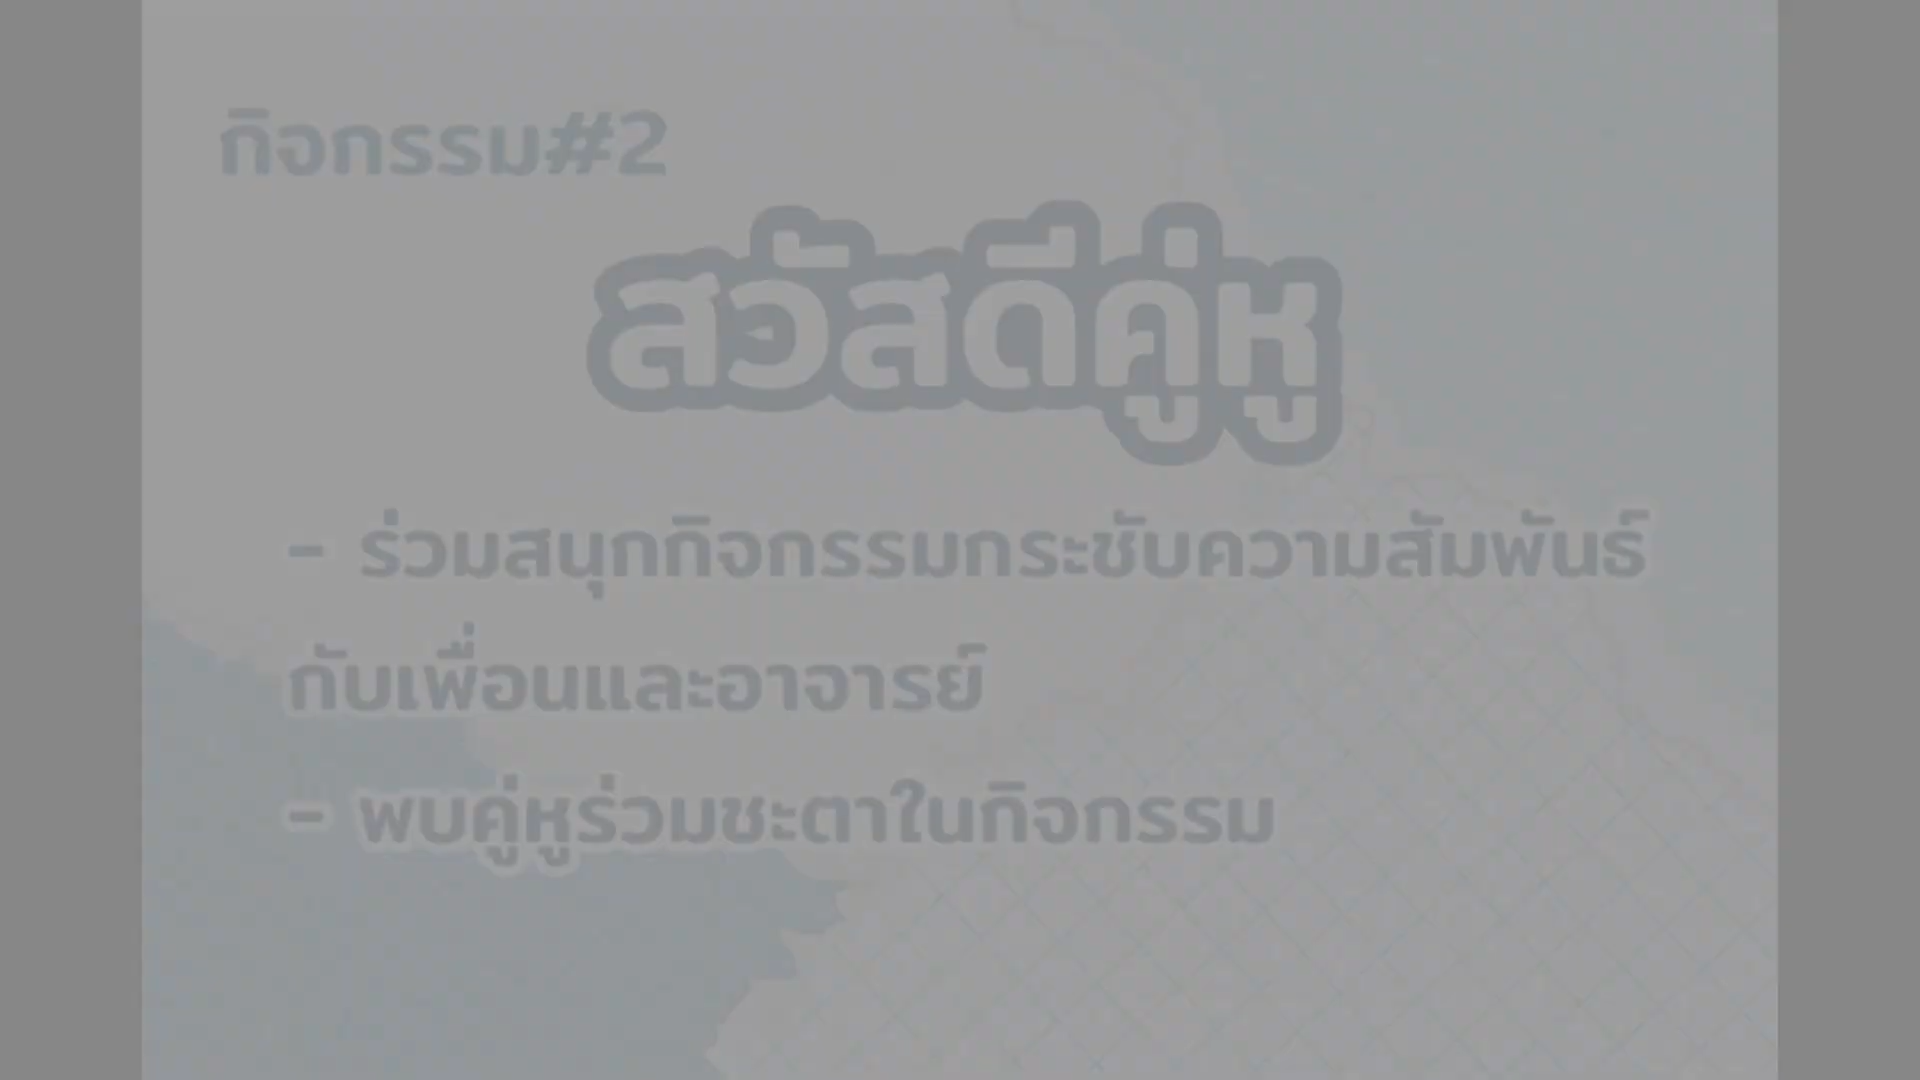 กิจกรรม#2
สวัสดีคู่หู
- ร่วมสนุกกิจกรรมกระชับความสัมพันธ์
กับเพื่อนและอาจารย์
- พบคู่หูร่วมชะตาในกิจกรรม